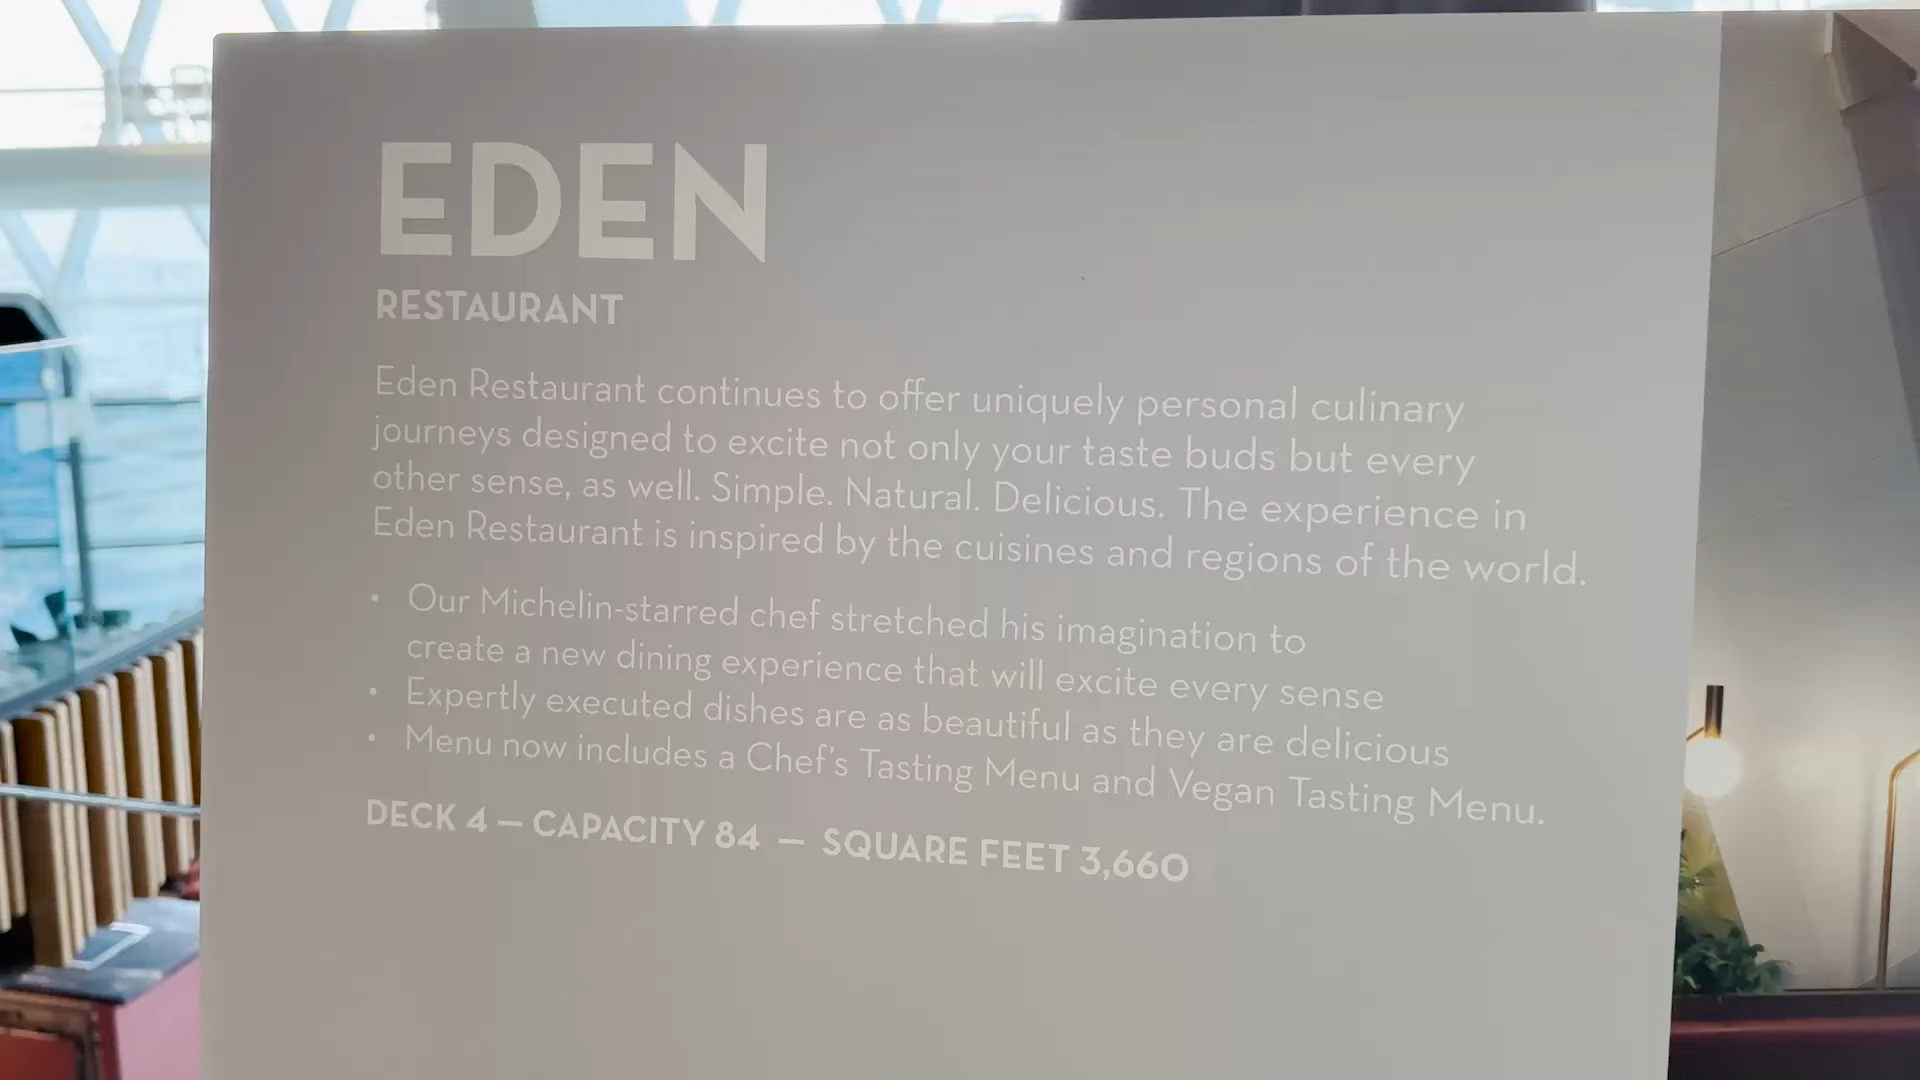 EDEN
RESTAURANT
Eden Restaurant continues to offer uniquely personal culinary
journeys designed to excite not only your taste buds but every
other sense, as well. Simple. Natural. Delicious. The experience in
Eden Restaurant is inspired by the cuisines and regions of the world.
• Our Michelin-starred chef stretched his imagination to
create a new dining experience that will excite every sense
• Expertly executed dishes are as beautiful as they are delicious
• Menu now includes a Chef's Tasting Menu and Vegan Tasting Menu.
DECK 4 – CAPACITY 84 – SQUARE FEET 3,660